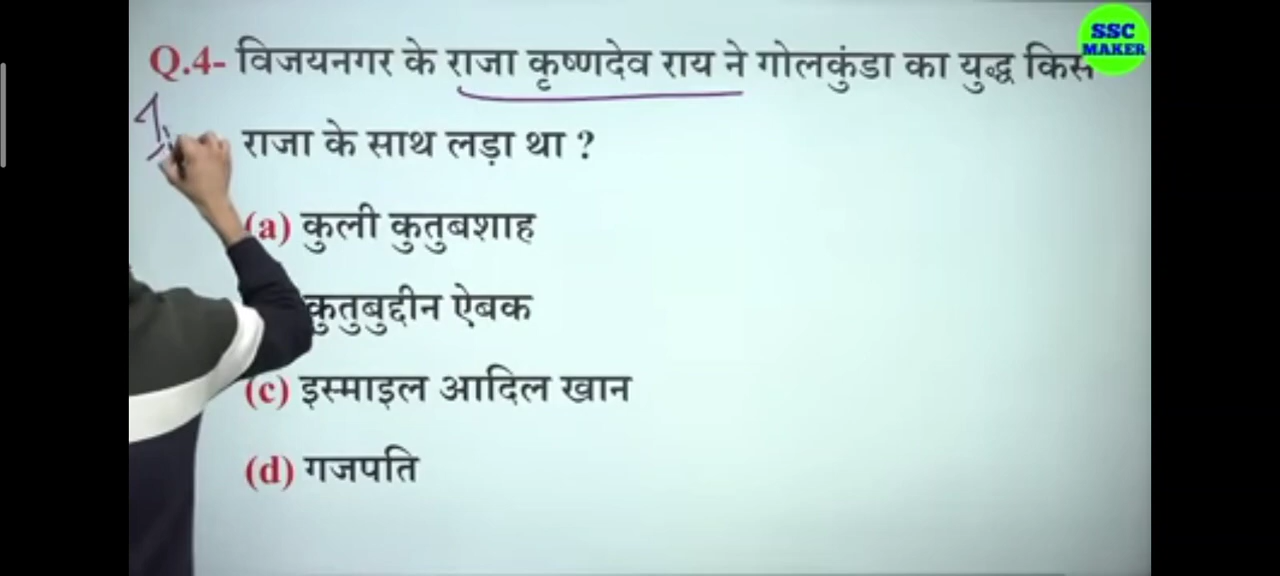 SSC
MAKER
Q.4- विजयनगर के राजा कृष्णदेव राय ने गोलकुंडा का युद्ध किस
राजा के साथ लड़ा था ?
(a) कुली कुतुबशाह
कुतुबुद्दीन ऐबक
(c) इस्माइल आदिल खान
(d) गजपति